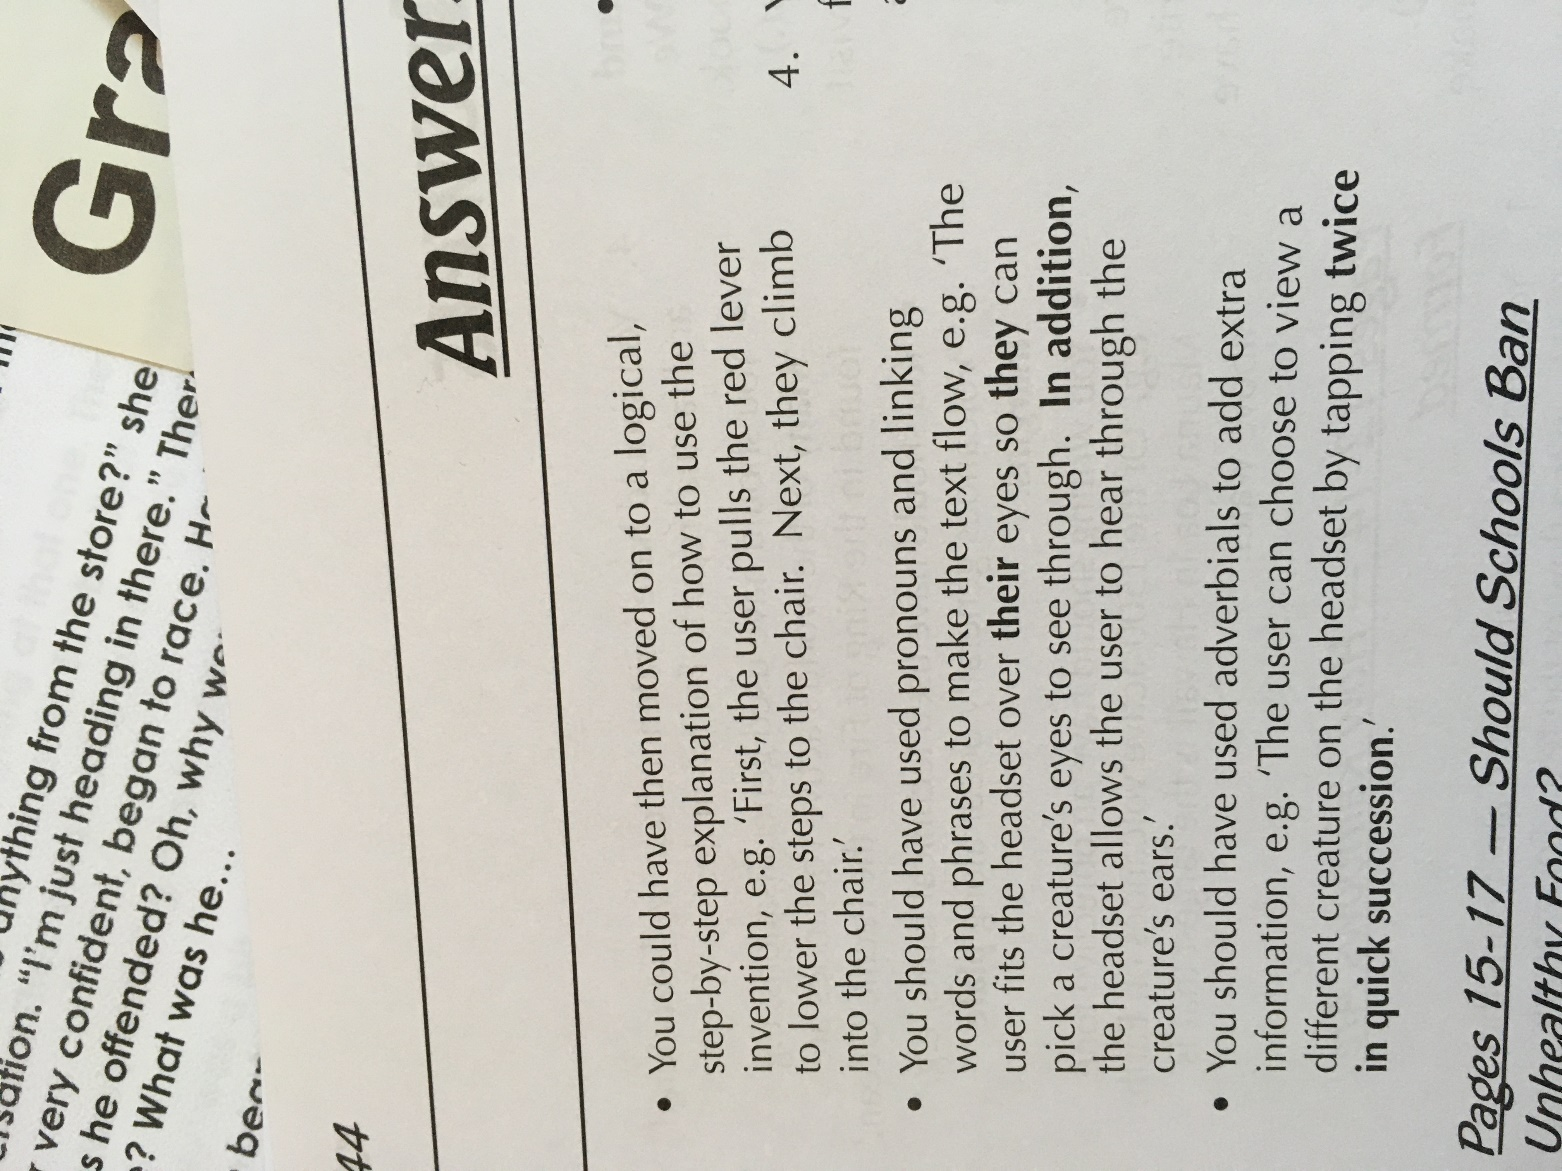 Gra
anything from the store?” she
very confident, began to race.
“I’m just heading in there.”
s he offended? Oh, why
? What was he...
44
Answer
• You could have then moved on to a logical,
step-by-step explanation of how to use the
invention, e.g. ‘First, the user pulls the red lever
to lower the steps to the chair. Next, they climb
into the chair.’
• You should have used pronouns and linking
words and phrases to make the text flow, e.g. ‘The
user fits the headset over their eyes so they can
pick a creature’s eyes to see through. In addition,
the headset allows the user to hear through the
creature’s ears.’
• You should have used adverbials to add extra
information, e.g. ‘The user can choose to view a
different creature on the headset by tapping twice
in quick succession.’
Pages 15-17 — Should Schools Ban
Unhealthy Food?
•
4.